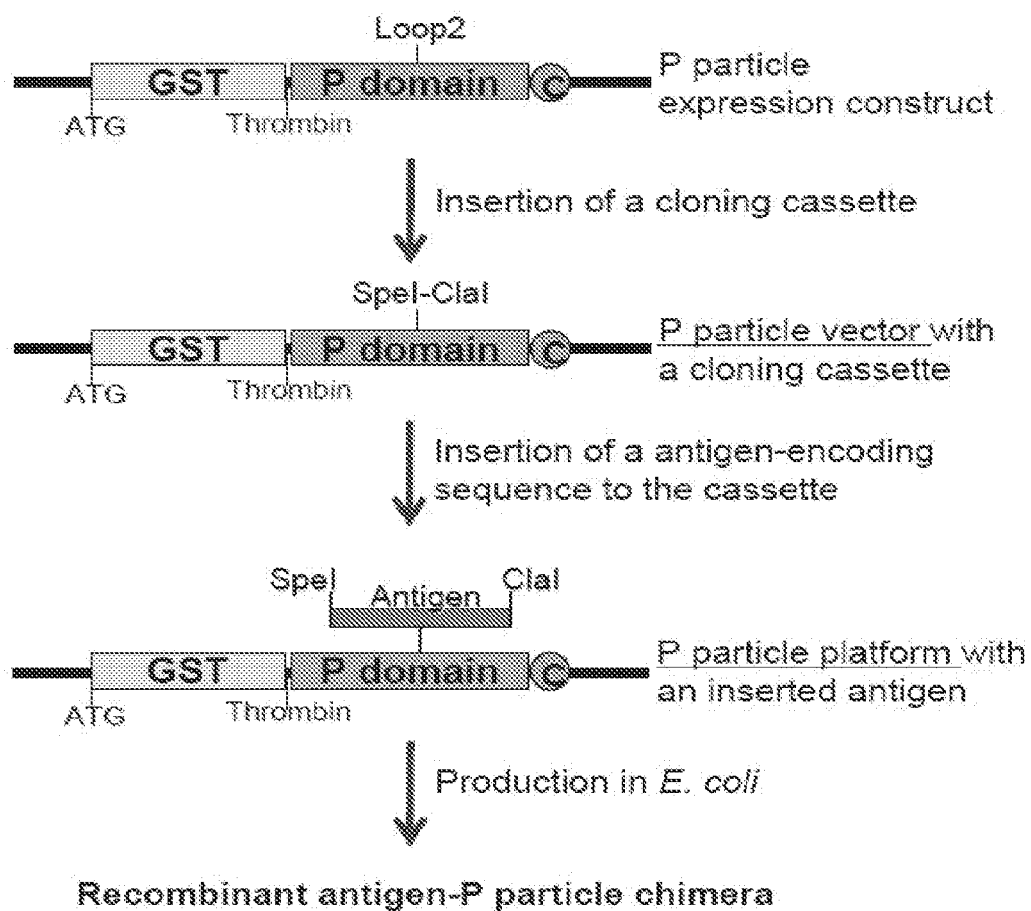 Loop2
GST
P domain
C
P particle
expression construct
ATG
Thrombin
Insertion of a cloning cassette
SpeI-ClaI
GST
P domain
C
P particle vector with
a cloning cassette
ATG
Thrombin
Insertion of a antigen-encoding
sequence to the cassette
SpeI
Antigen
ClaI
GST
P domain
C
P particle platform with
an inserted antigen
ATG
Thrombin
Production in E. coli
Recombinant antigen-P particle chimera